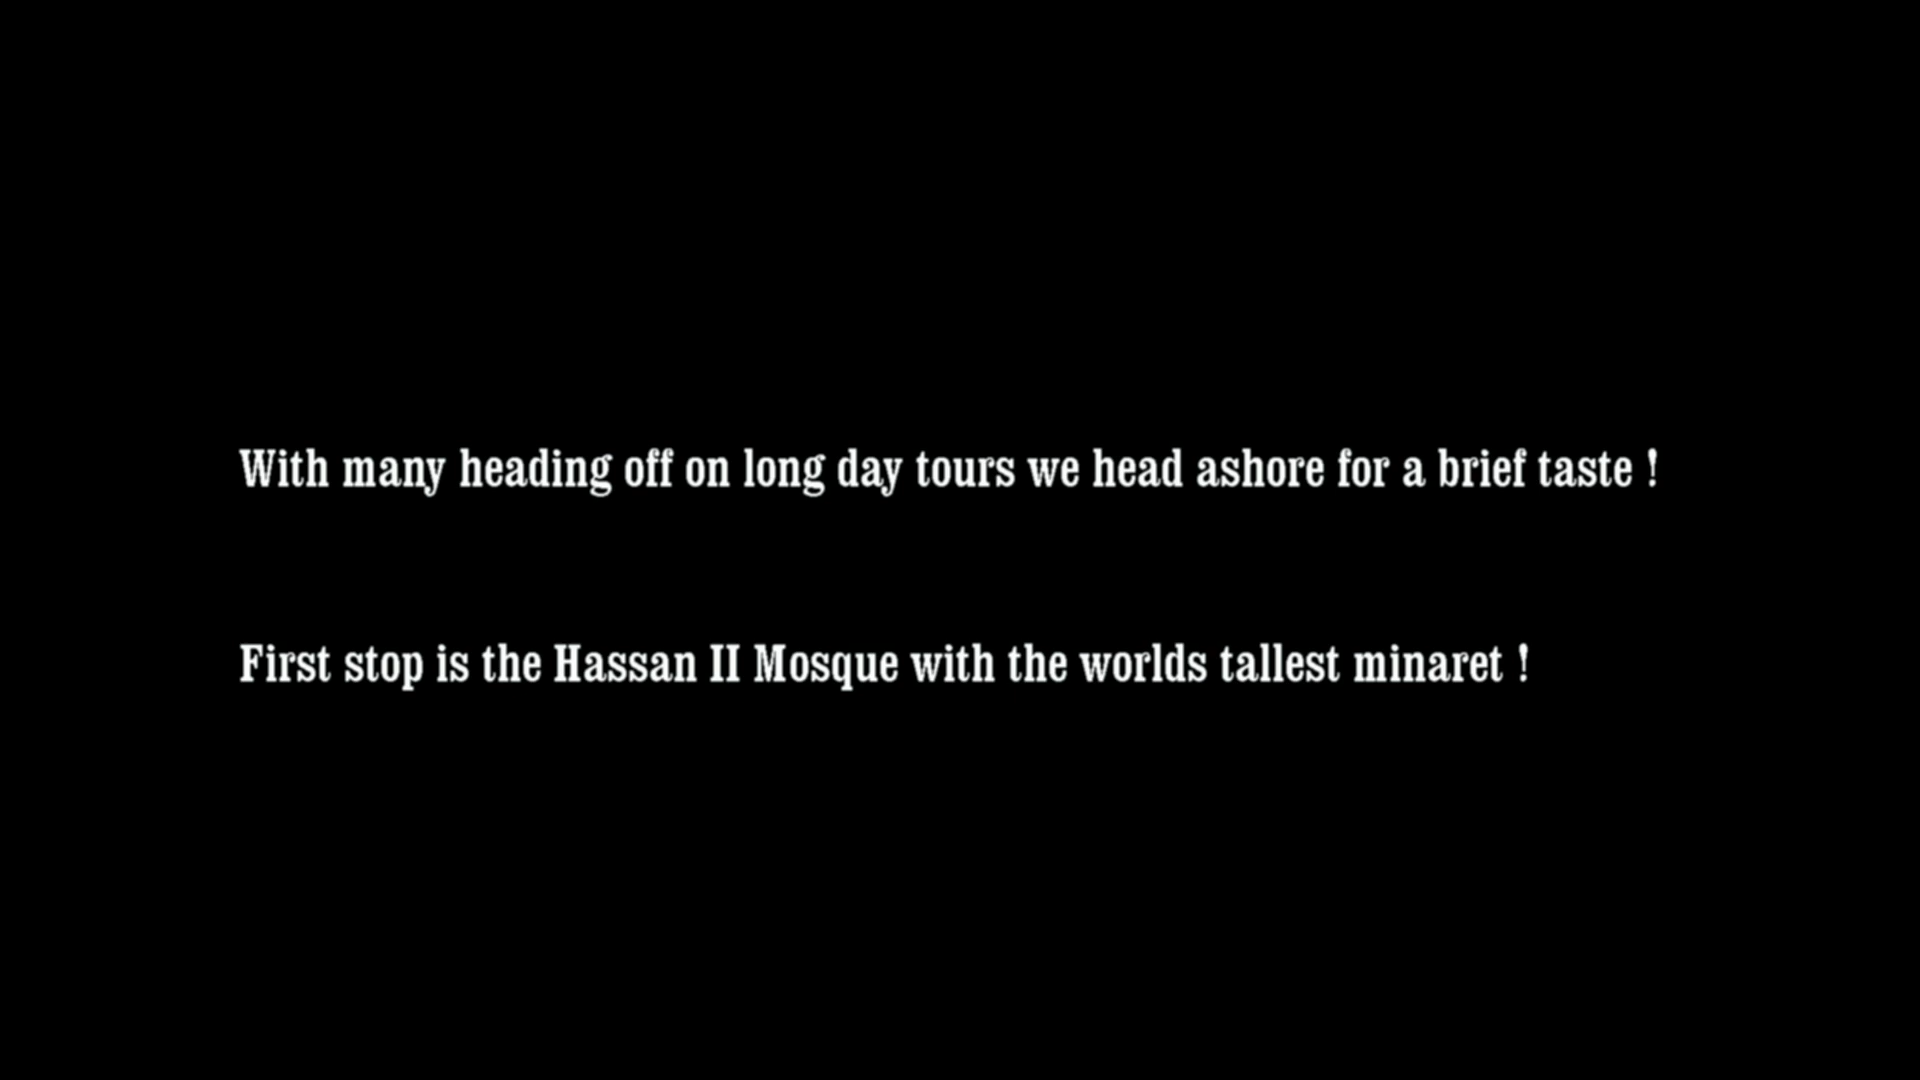 With many heading off on long day tours we head ashore for a brief taste !
First stop is the Hassan II Mosque with the worlds tallest minaret !